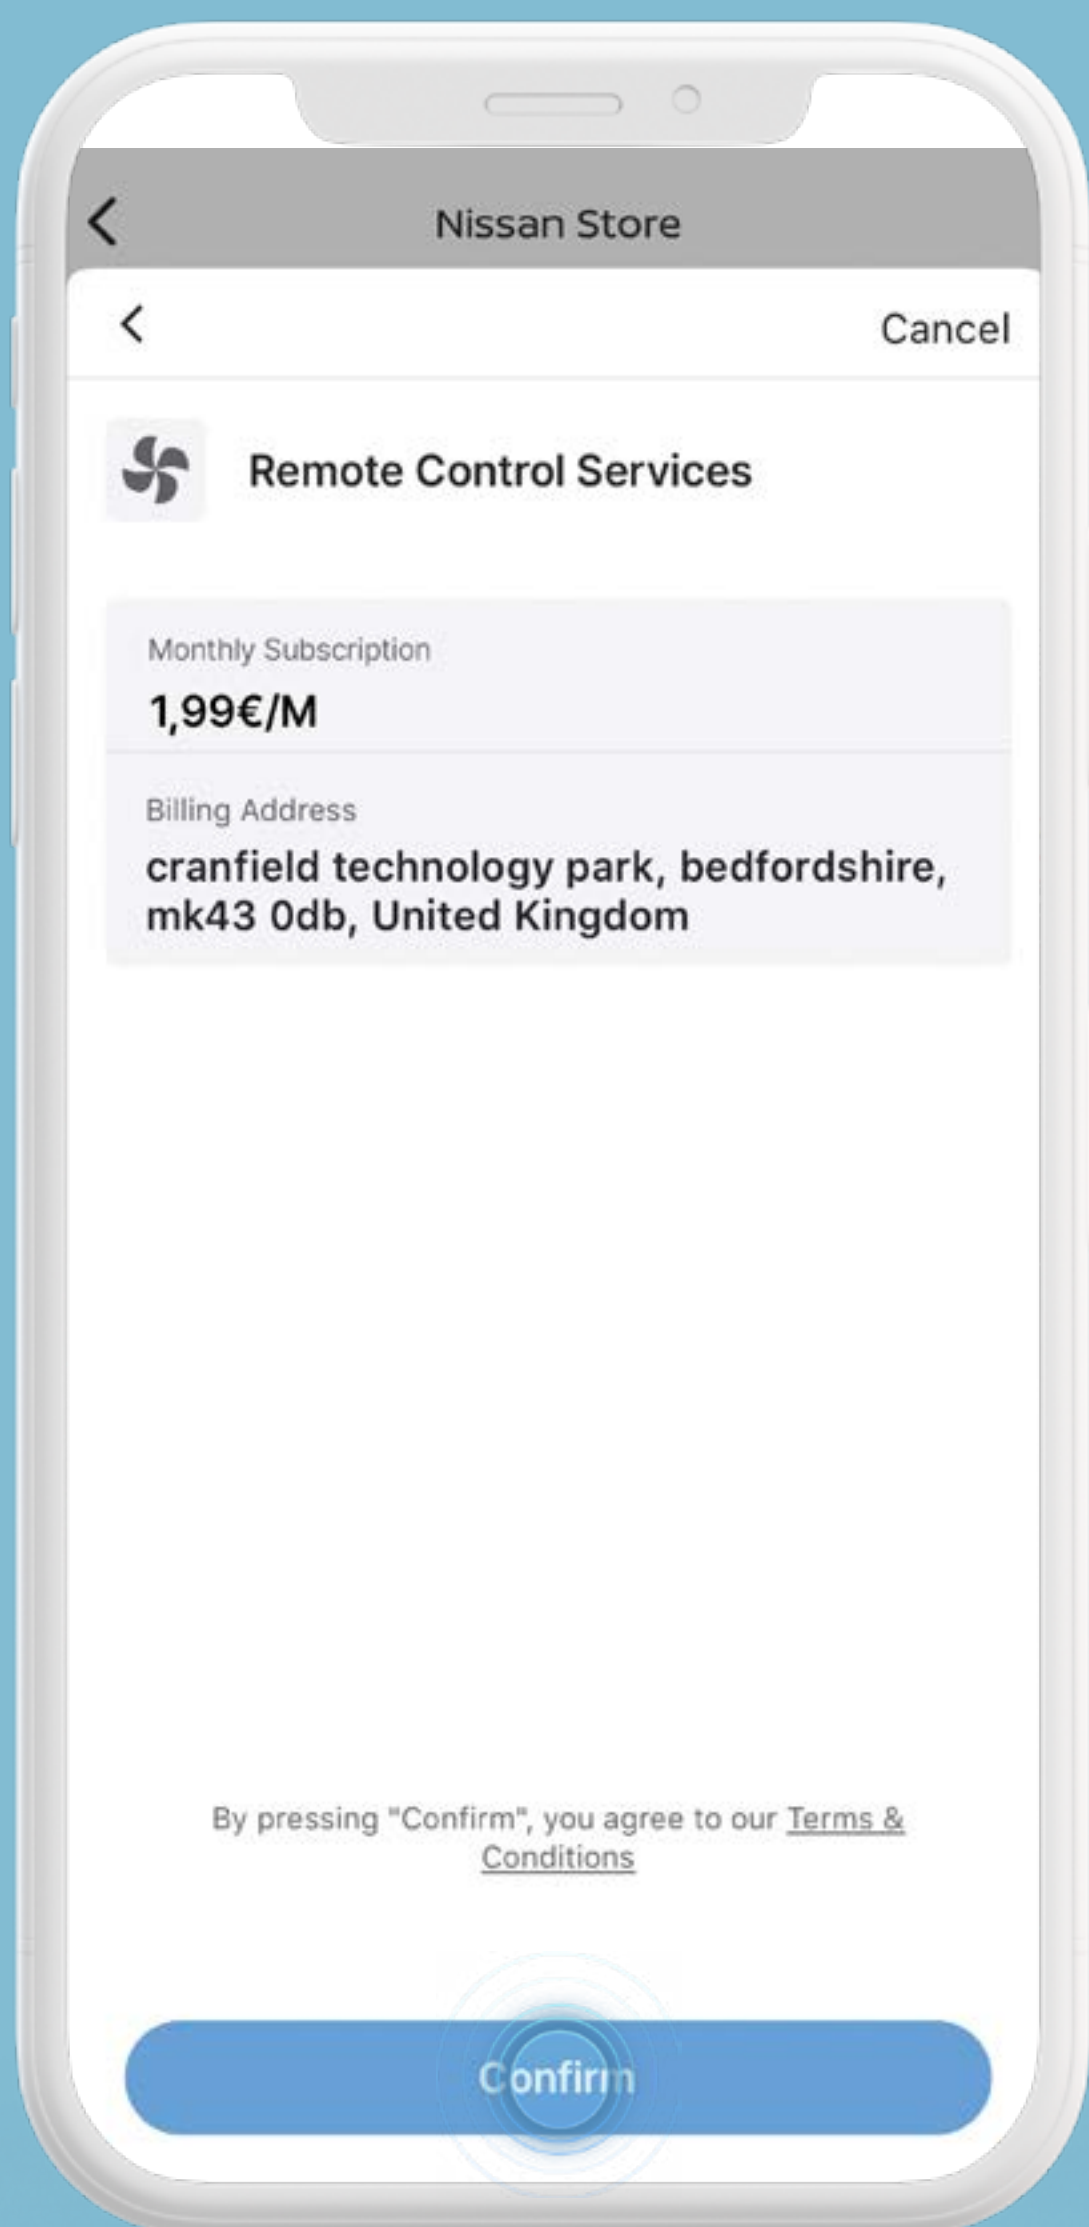 Nissan Store
Cancel
Remote Control Services
Monthly Subscription
1,99€/M
Billing Address
cranfield technology park, bedfordshire,
mk43 0db, United Kingdom
By pressing "Confirm", you agree to our Terms &
Conditions
Confirm